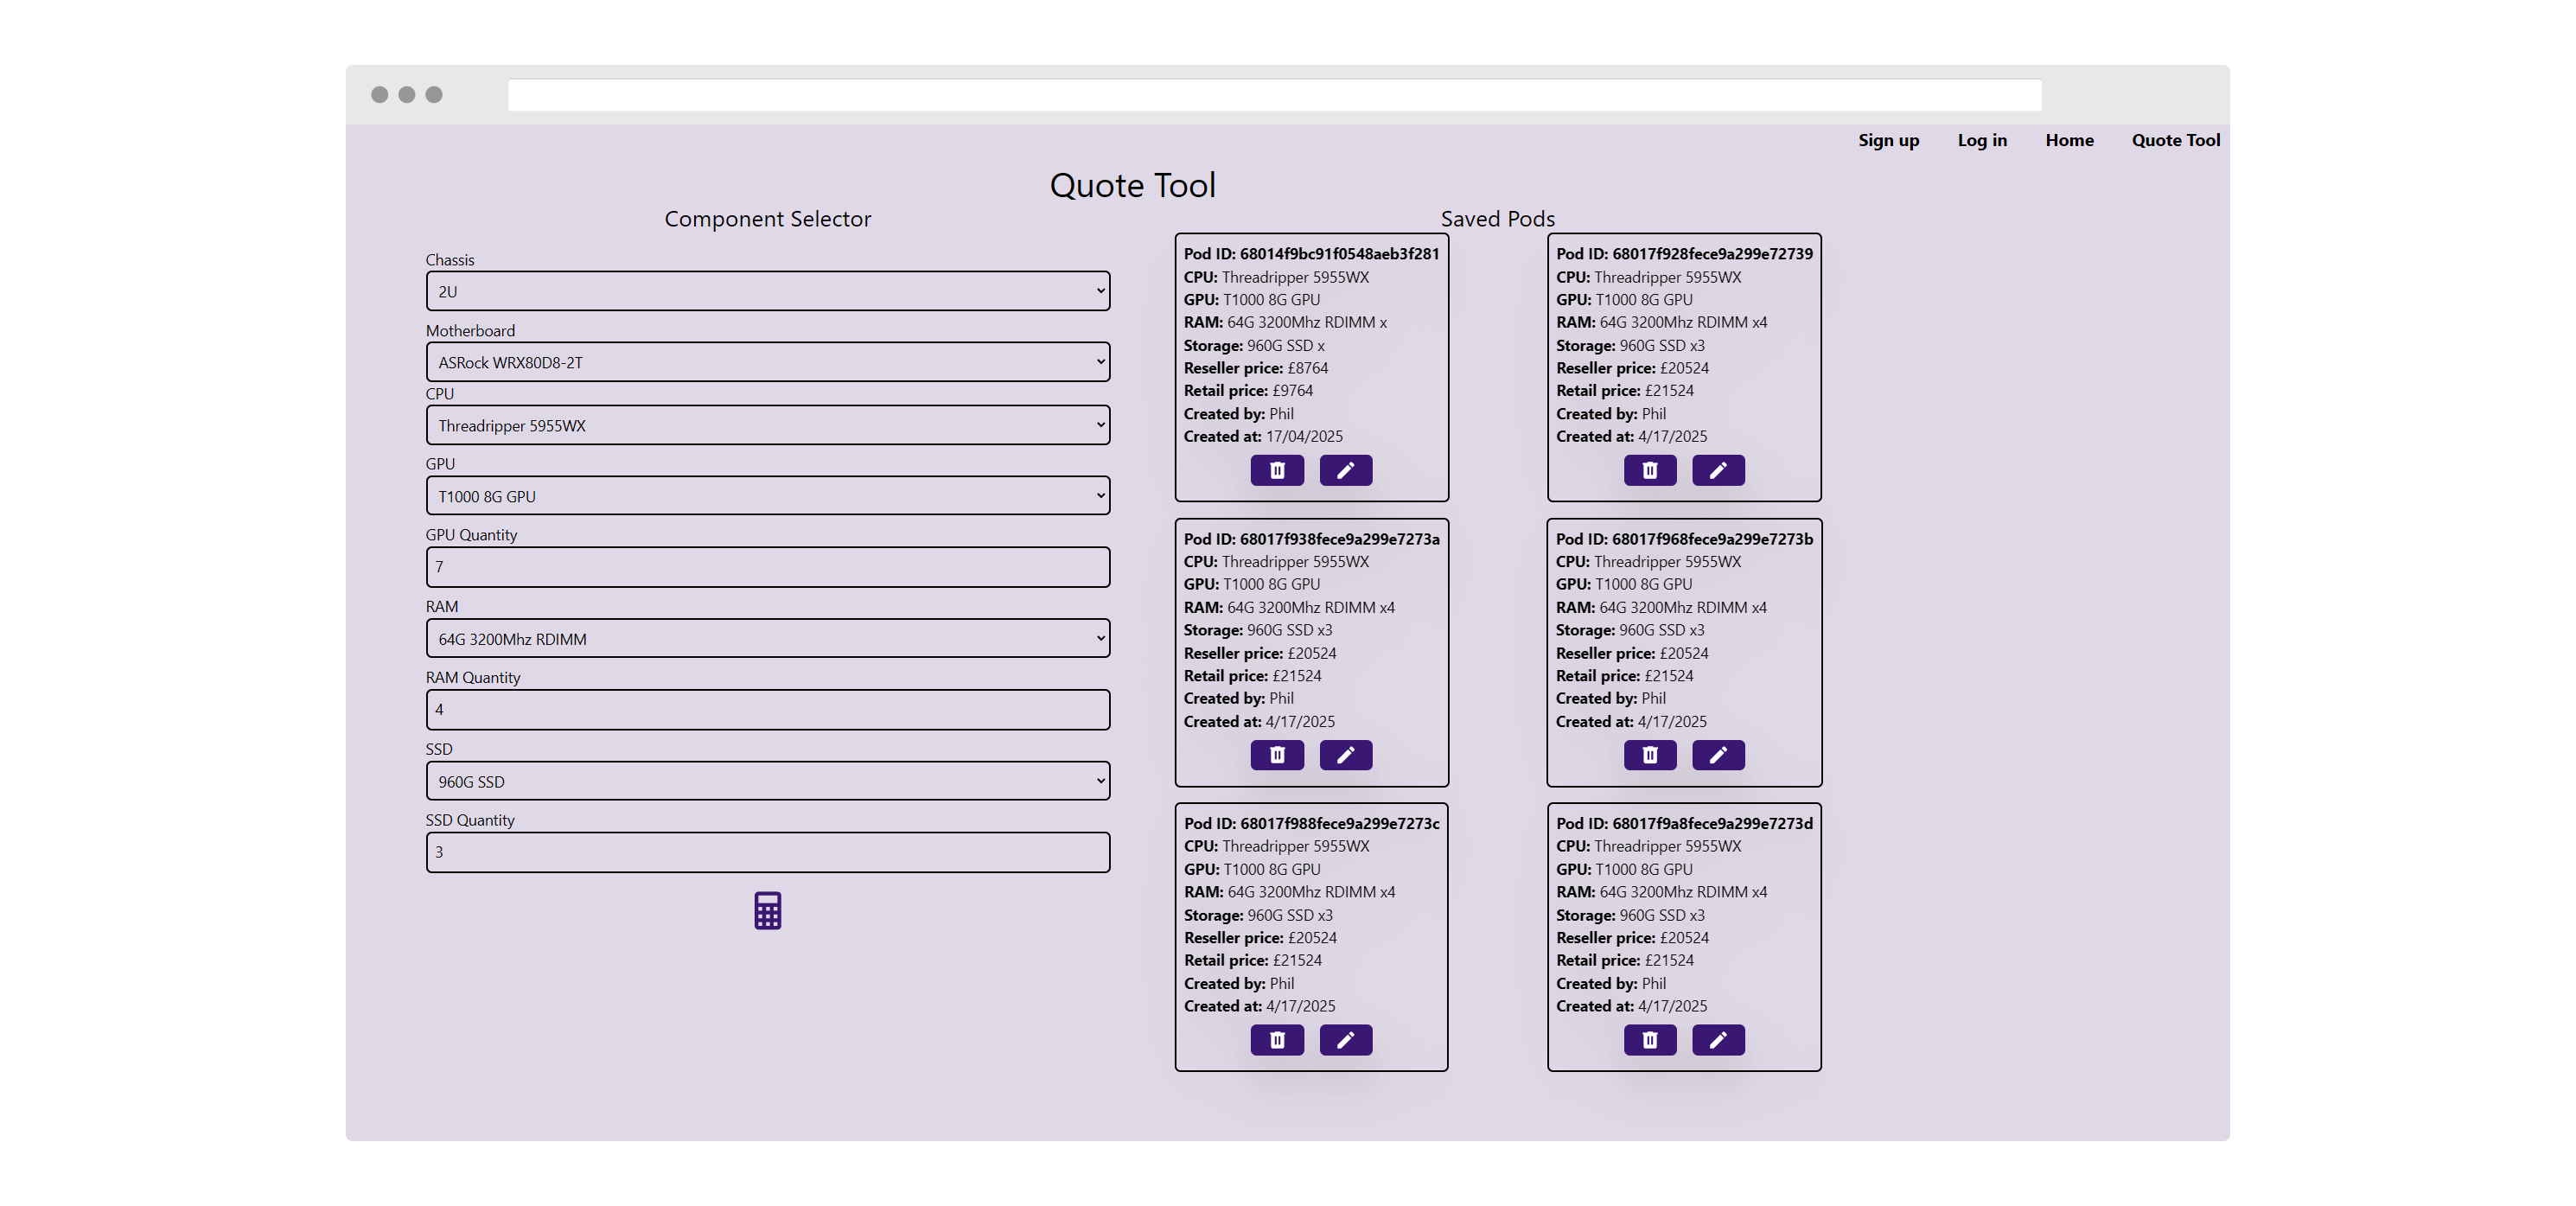 Sign up Log in Home Quote Tool
Quote Tool
Component Selector
Chassis
2U
Motherboard
ASRock WRX80D8-2T
CPU
Threadripper 5955WX
GPU
T1000 8G GPU
GPU Quantity
7
RAM
64G 3200Mhz RDIMM
RAM Quantity
4
SSD
960G SSD
SSD Quantity
3
Saved Pods
Pod ID: 68014f9bc91f0548aeb3f281
CPU: Threadripper 5955WX
GPU: T1000 8G GPU
RAM: 64G 3200Mhz RDIMM x
Storage: 960G SSD x
Reseller price: £8764
Retail price: £9764
Created by: Phil
Created at: 17/04/2025
Pod ID: 68017f928fece9a299e72739
CPU: Threadripper 5955WX
GPU: T1000 8G GPU
RAM: 64G 3200Mhz RDIMM x4
Storage: 960G SSD x3
Reseller price: £20524
Retail price: £21524
Created by: Phil
Created at: 4/17/2025
Pod ID: 68017f938fece9a299e7273a
CPU: Threadripper 5955WX
GPU: T1000 8G GPU
RAM: 64G 3200Mhz RDIMM x4
Storage: 960G SSD x3
Reseller price: £20524
Retail price: £21524
Created by: Phil
Created at: 4/17/2025
Pod ID: 68017f968fece9a299e7273b
CPU: Threadripper 5955WX
GPU: T1000 8G GPU
RAM: 64G 3200Mhz RDIMM x4
Storage: 960G SSD x3
Reseller price: £20524
Retail price: £21524
Created by: Phil
Created at: 4/17/2025
Pod ID: 68017f988fece9a299e7273c
CPU: Threadripper 5955WX
GPU: T1000 8G GPU
RAM: 64G 3200Mhz RDIMM x4
Storage: 960G SSD x3
Reseller price: £20524
Retail price: £21524
Created by: Phil
Created at: 4/17/2025
Pod ID: 68017f9a8fece9a299e7273d
CPU: Threadripper 5955WX
GPU: T1000 8G GPU
RAM: 64G 3200Mhz RDIMM x4
Storage: 960G SSD x3
Reseller price: £20524
Retail price: £21524
Created by: Phil
Created at: 4/17/2025